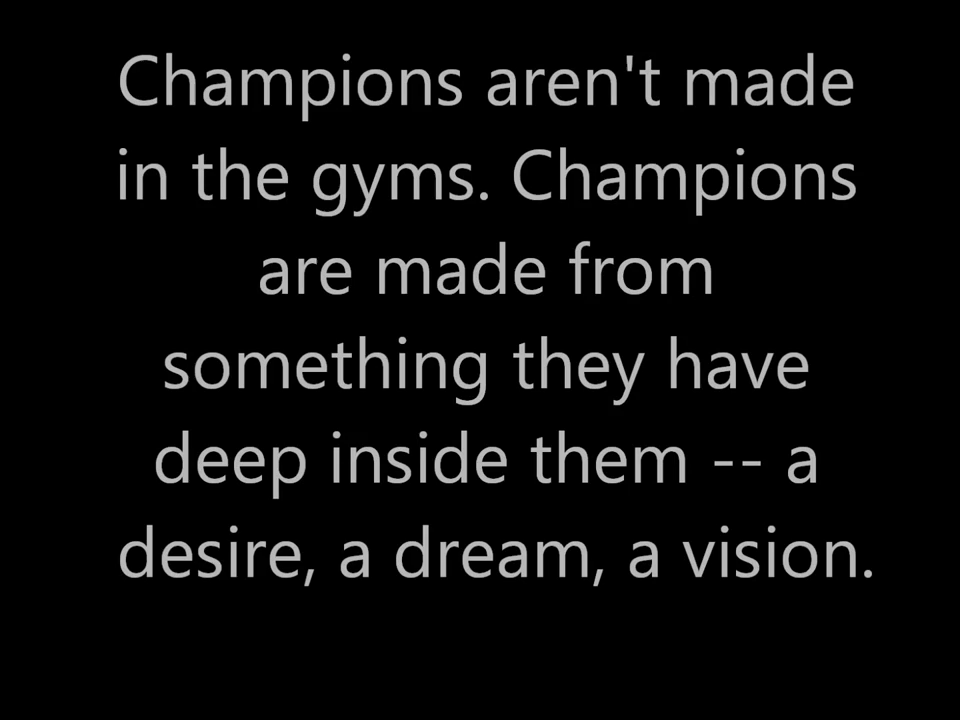 Champions aren't made
in the gyms. Champions
are made from
something they have
deep inside them -- a
desire, a dream, a vision.